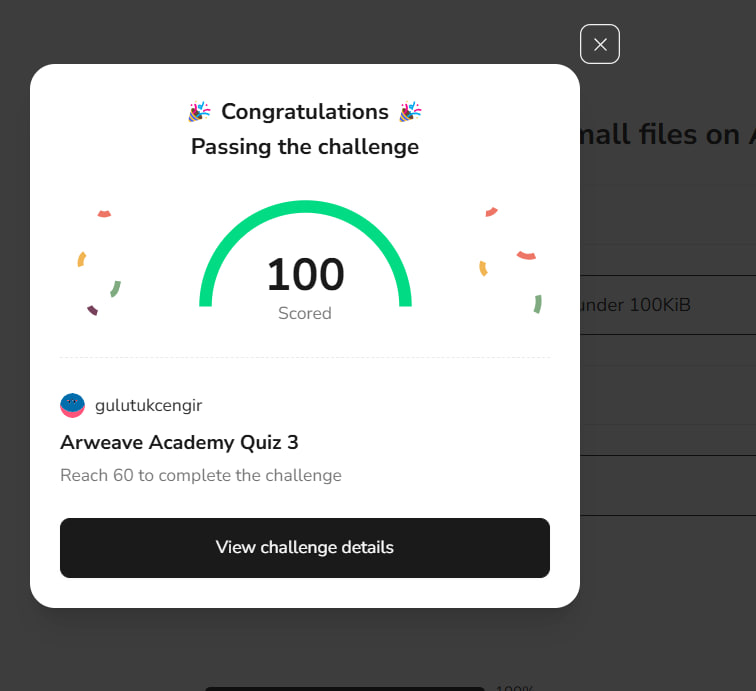 🎉 Congratulations 🎉
Passing the challenge
mall files on
100
Scored
under 100KiB
gulutukcengir
Arweave Academy Quiz 3
Reach 60 to complete the challenge
View challenge details
100%